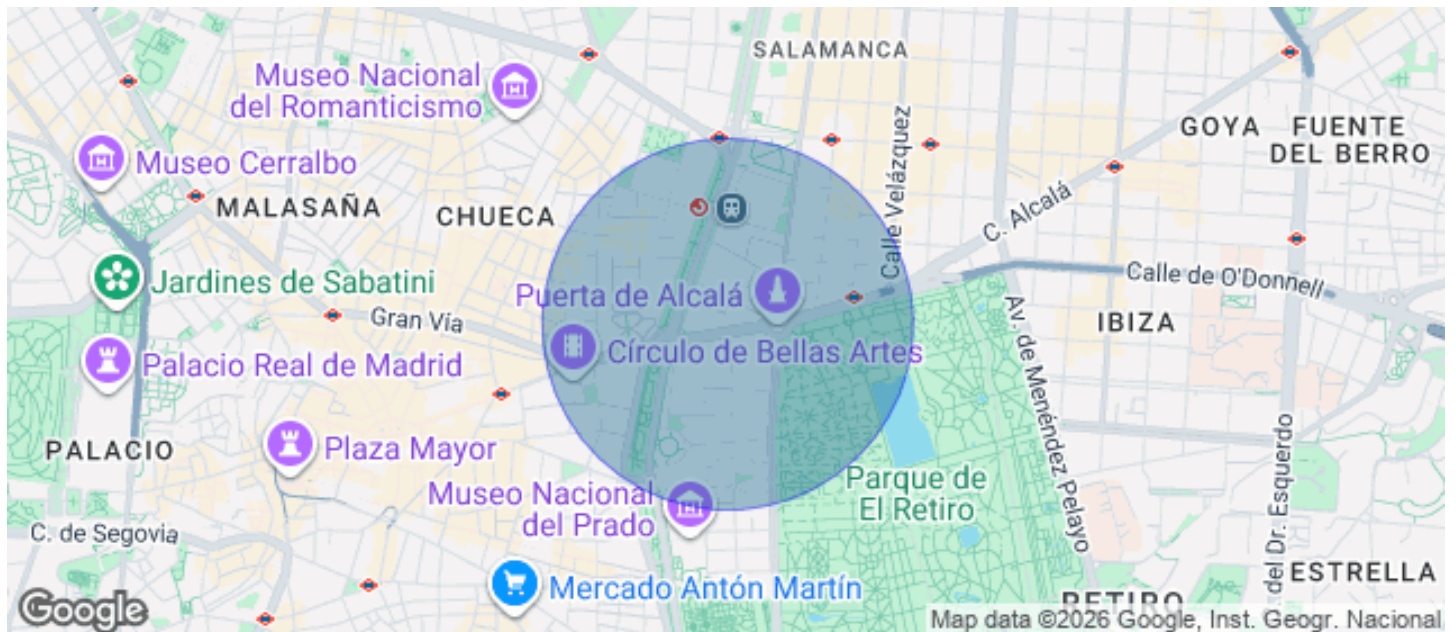 SALAMANCA
Museo Nacional
del Romanticismo
Calle Velázquez
GOYA
FUENTE
DEL BERRO
Museo Cerralbo
MALASAÑA
CHUECA
C. Alcalá
Jardines de Sabatini
Puerta de Alcalá
Calle de O'Donnell
Gran Vía
IBIZA
Círculo de Bellas Artes
Palacio Real de Madrid
Av. de Menéndez Pelayo
PALACIO
Plaza Mayor
Museo Nacional
del Prado
Parque de
El Retiro
C. de Segovia
. del Dr. Esquerdo
Mercado Antón Martín
ESTRELLA
RETIRO
Google
Map data ©2026 Google, Inst. Geogr. Nacional